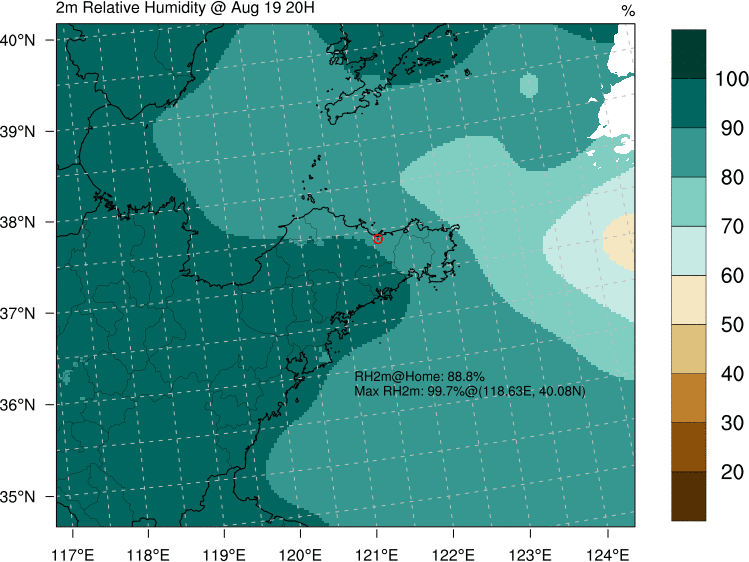 2m Relative Humidity @ Aug 19 20H
%
40°N
39°N
38°N
37°N
36°N
35°N
100
90
80
70
60
50
40
30
20
RH2m@Home: 88.8%
Max RH2m: 99.7%@(118.63E, 40.08N)
117°E 118°E 119°E 120°E 121°E 122°E 123°E 124°E